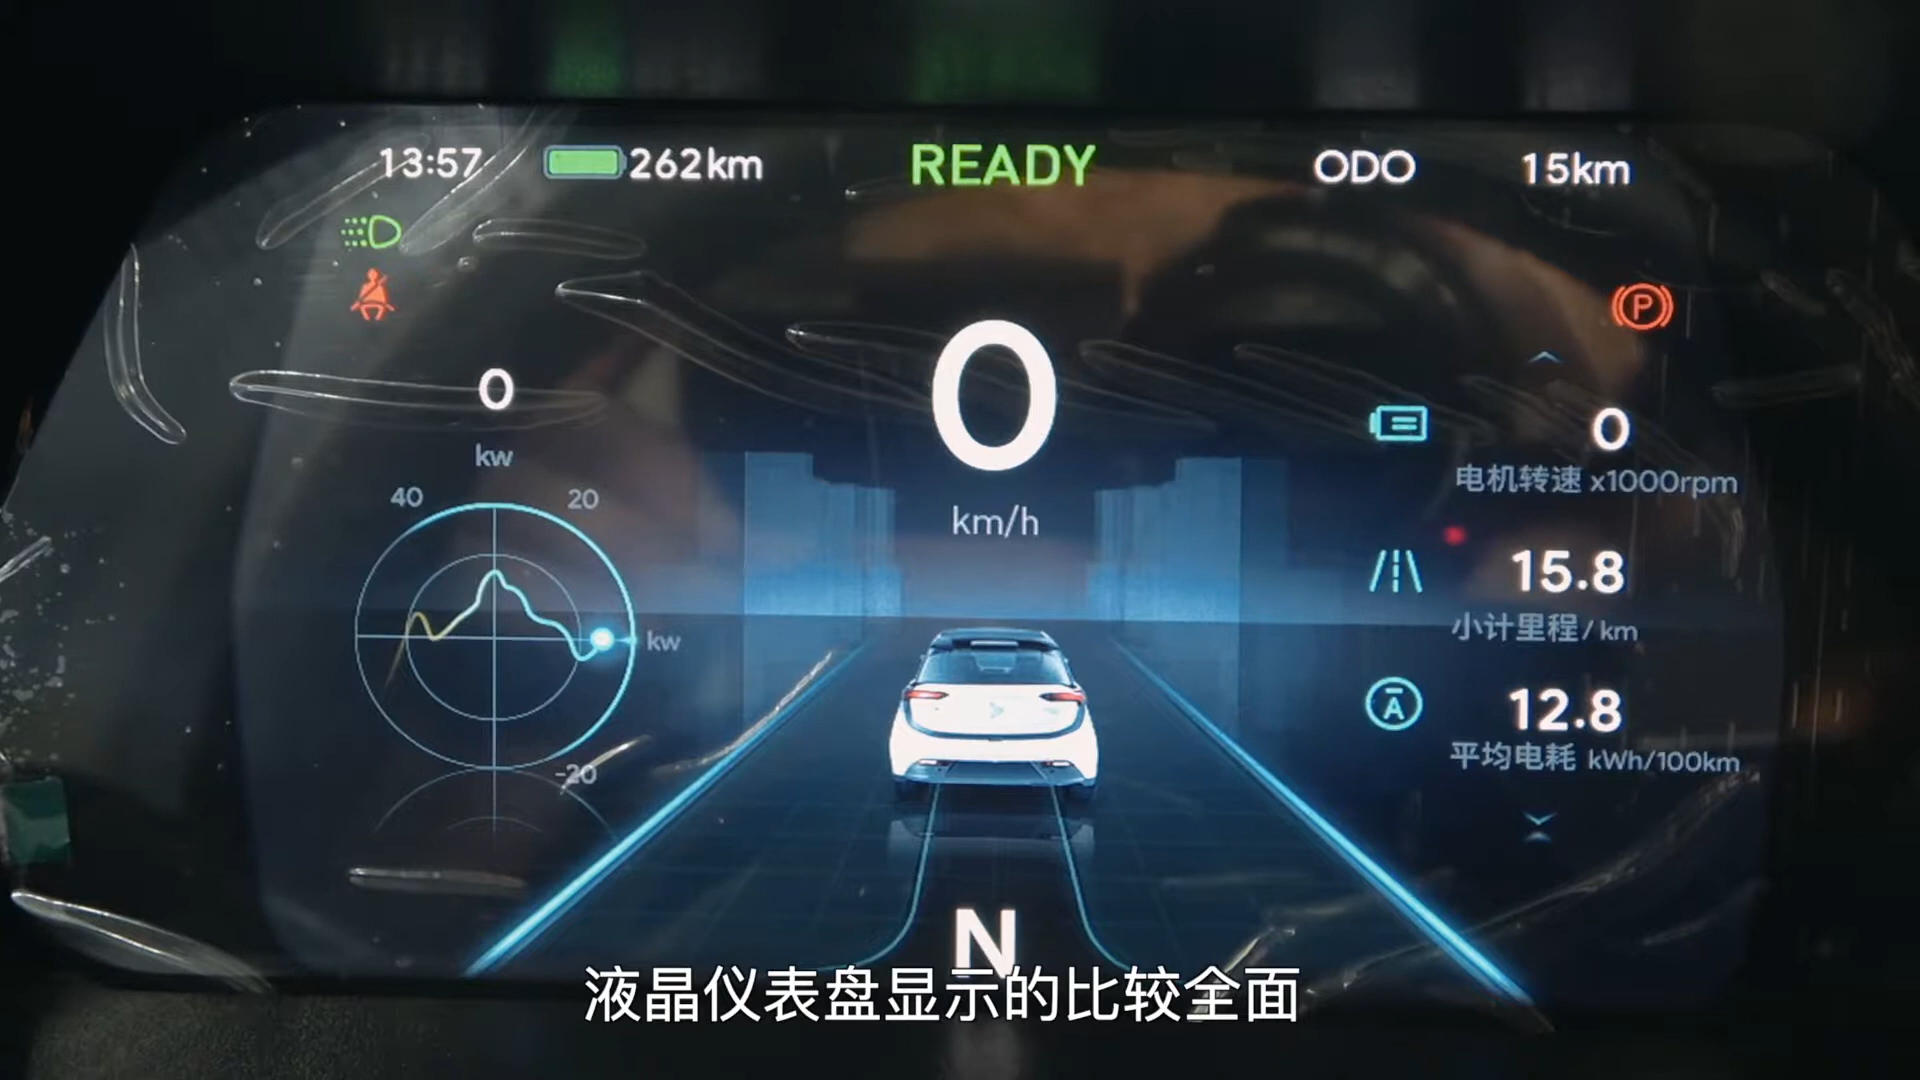 13:57 262km READY ODO 15km
P
0
kw
40 20
kw
-20
0
km/h
0
电机转速 x1000rpm
15.8
小计里程/km
A 12.8
平均电耗 kWh/100km
N
液晶仪表盘显示的比较全面